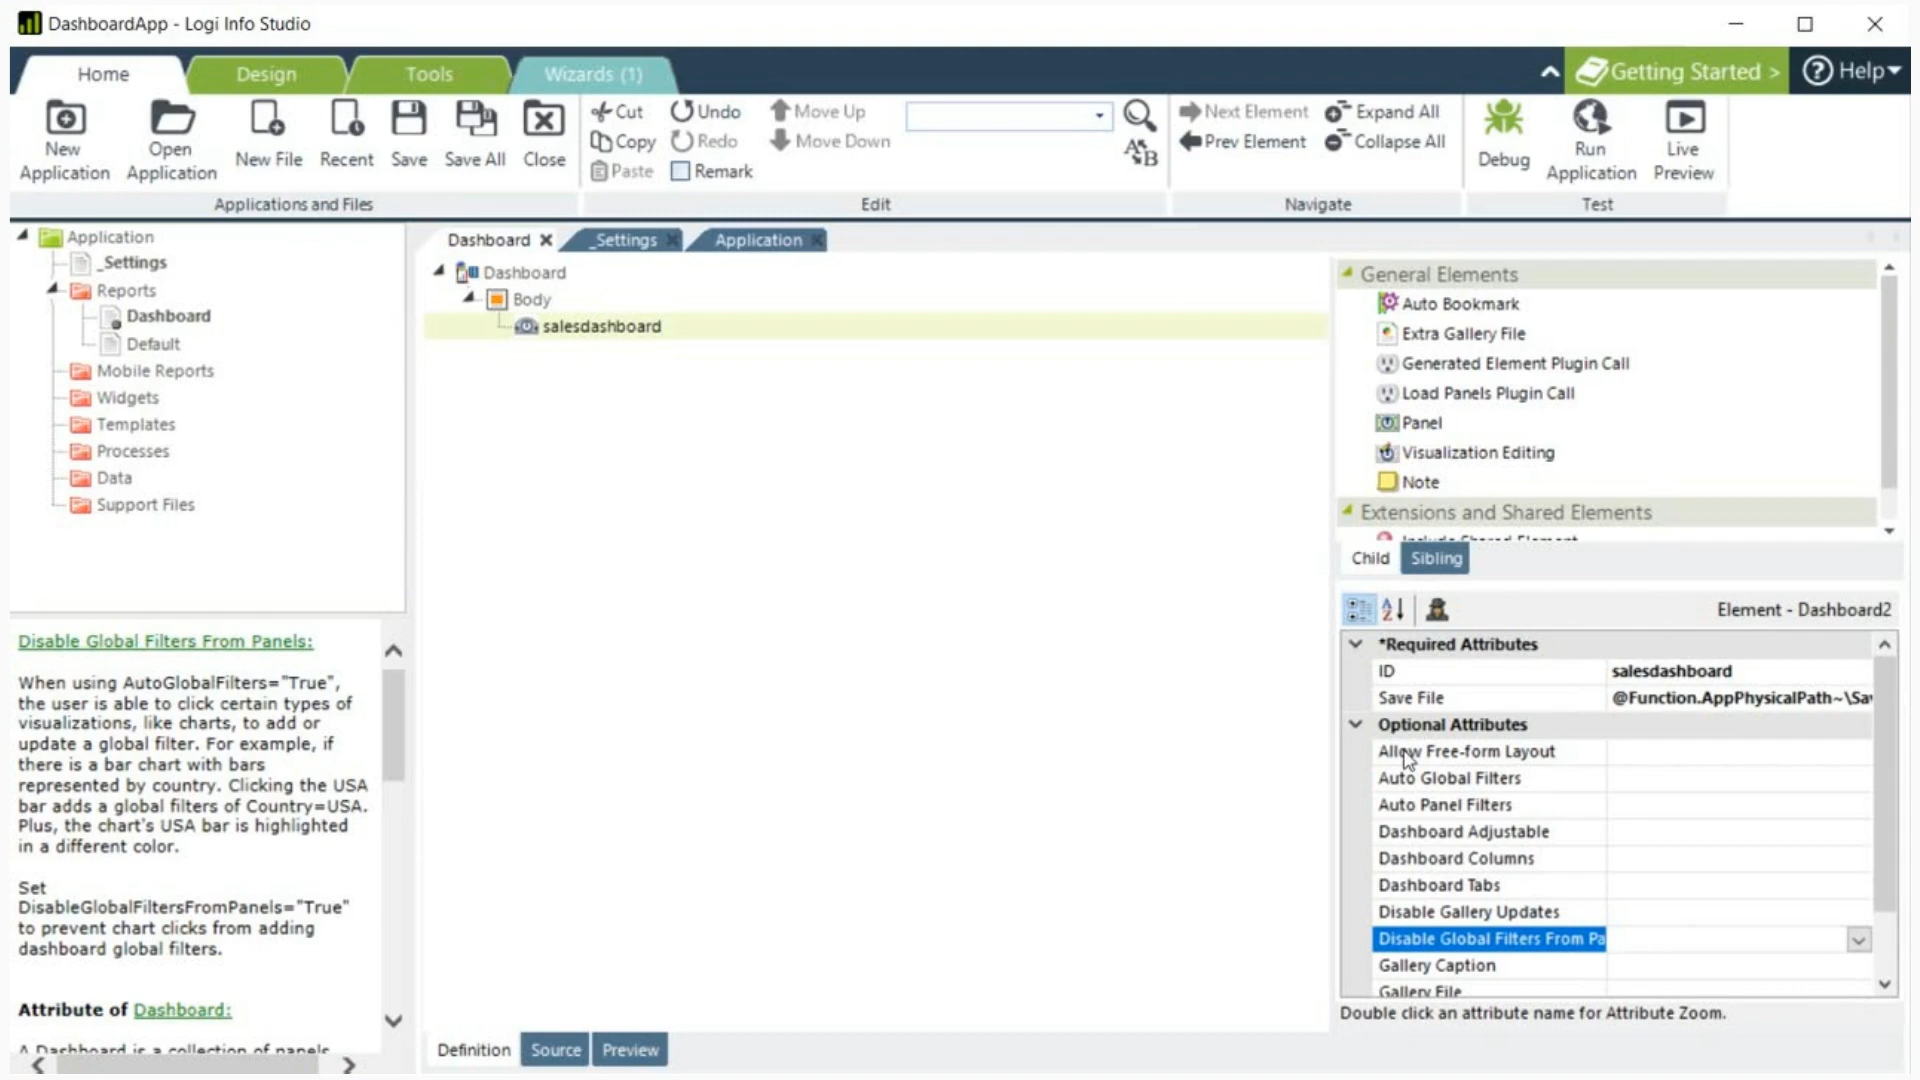 DashboardApp - Logi Info Studio
Home
Design
Tools
Wizards (1)
Getting Started >
Help
New
Application
Open
Application
New File
Recent
Save
Save All
Close
Cut
Copy
Paste
Undo
Redo
Remark
Move Up
Move Down
Next Element
Prev Element
Expand All
Collapse All
Debug
Run
Application
Live
Preview
Applications and Files
Edit
Navigate
Test
Application
_Settings
Reports
Dashboard
Default
Mobile Reports
Widgets
Templates
Processes
Data
Support Files
Disable Global Filters From Panels:
When using AutoGlobalFilters="True",
the user is able to click certain types of
visualizations, like charts, to add or
update a global filter. For example, if
there is a bar chart with bars
represented by country. Clicking the USA
bar adds a global filters of Country=USA.
Plus, the chart's USA bar is highlighted
in a different color.
Set
DisableGlobalFiltersFromPanels="True"
to prevent chart clicks from adding
dashboard global filters.
Attribute of Dashboard:
A Dashboard is a collection of panels
Dashboard
_Settings
Application
Dashboard
Body
salesdashboard
Definition
Source
Preview
General Elements
Auto Bookmark
Extra Gallery File
Generated Element Plugin Call
Load Panels Plugin Call
Panel
Visualization Editing
Note
Extensions and Shared Elements
Include Shared Element
Child
Sibling
Element - Dashboard2
*Required Attributes
ID salesdashboard
Save File @Function.AppPhysicalPath~\Sav
Optional Attributes
Allow Free-form Layout
Auto Global Filters
Auto Panel Filters
Dashboard Adjustable
Dashboard Columns
Dashboard Tabs
Disable Gallery Updates
Disable Global Filters From Pa
Gallery Caption
Gallery File
Double click an attribute name for Attribute Zoom.